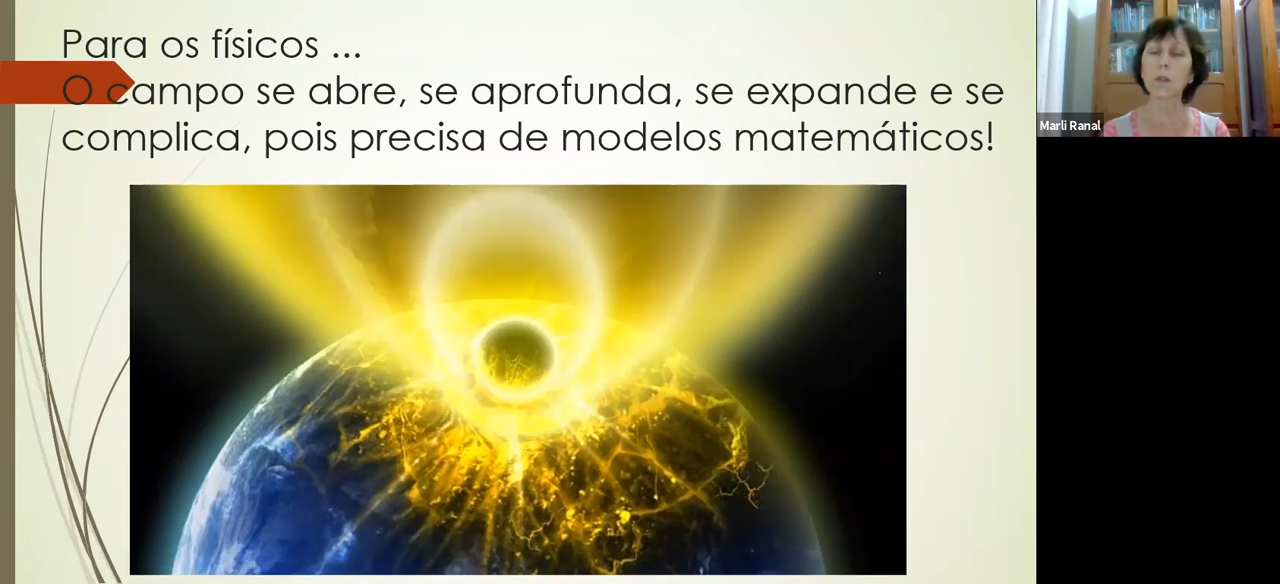 Para os físicos ...
O campo se abre, se aprofunda, se expande e se
complica, pois precisa de modelos matemáticos!
Marli Ranal